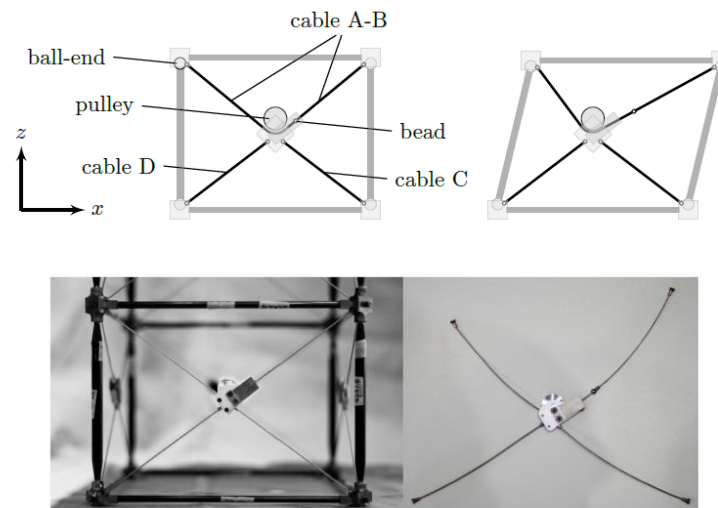 cable A-B
ball-end
pulley
bead
z
cable D
cable C
x